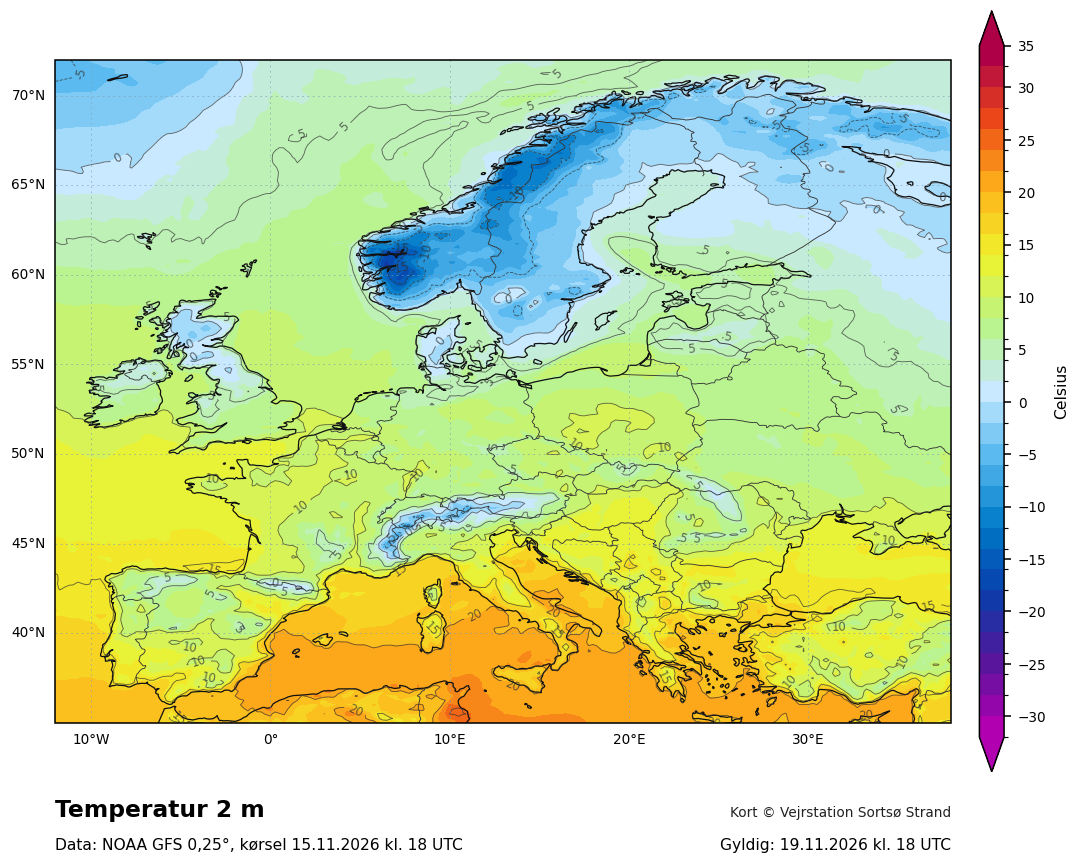 70°N
65°N
60°N
55°N
50°N
45°N
40°N
10°W
0°
10°E
20°E
30°E
35
30
25
20
15
10
5
0
−5
−10
−15
−20
−25
−30
Celsius
Temperatur 2 m
Kort © Vejrstation Sortsø Strand
Data: NOAA GFS 0,25°, kørsel 15.11.2026 kl. 18 UTC
Gyldig: 19.11.2026 kl. 18 UTC